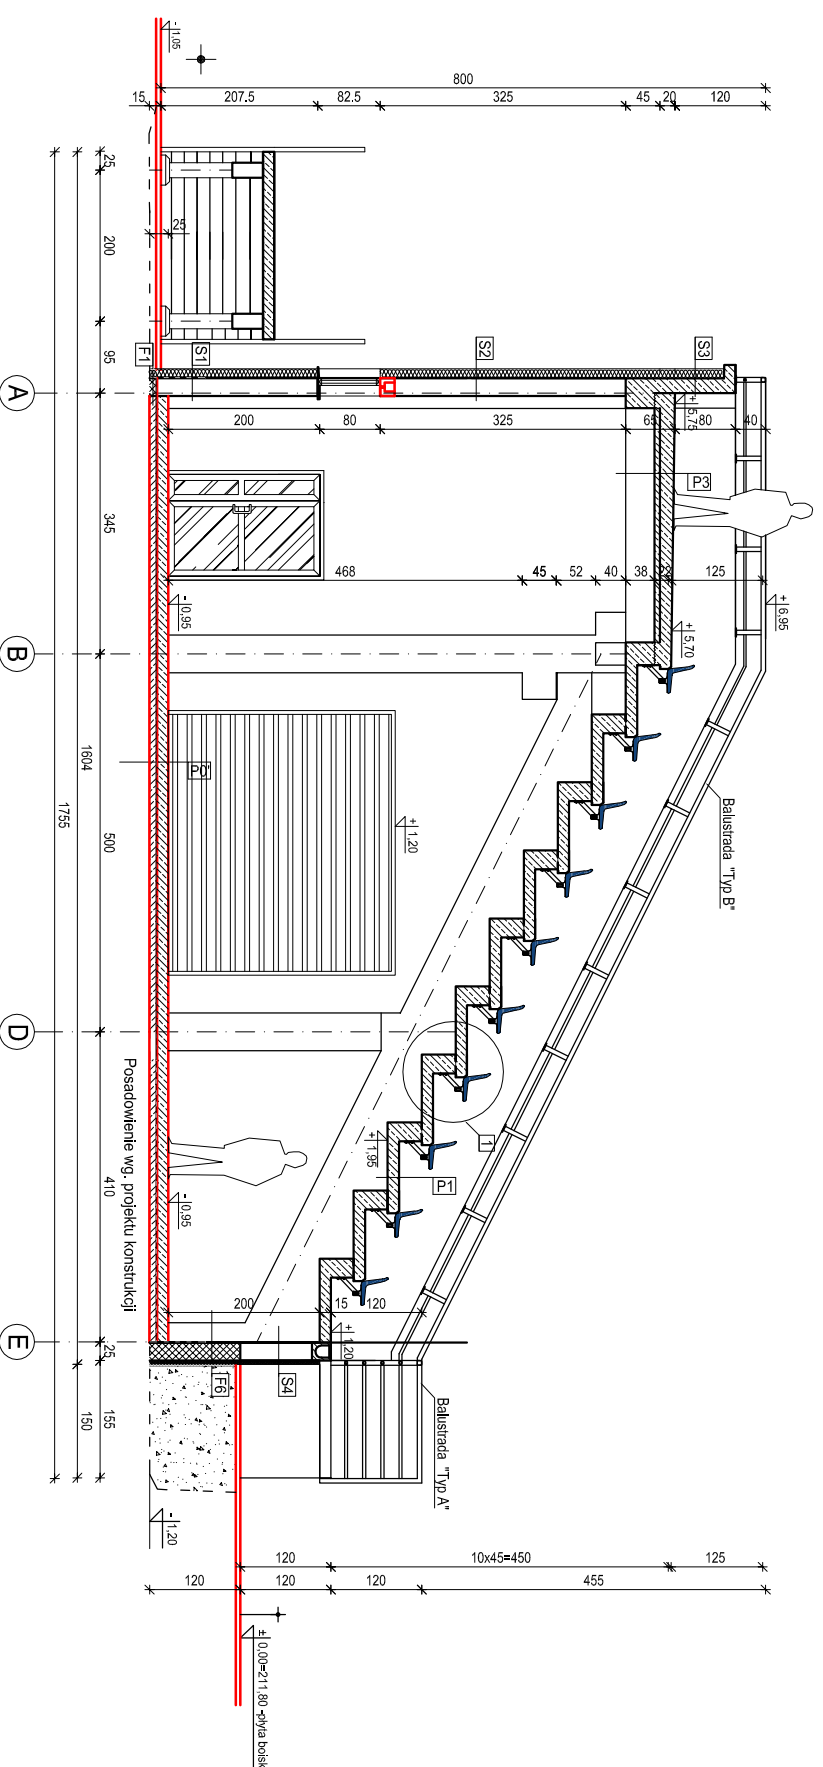 - 1,05
800
15
207.5
82.5
325
45
20
120
25
200
95
25
F1
S1
S2
S3
A
200
80
325
65
+ 5,75
80
40
P3
345
468
45
52
40
38
22
125
- 0,95
+ 6,95
+ 5,70
B
P0'
+ 1,20
Balustrada "Typ B"
1604
1755
500
D
1
Posadowienie wg. projektu konstrukcji
+ 1,95
P1
410
- 0,95
200
15
120
+ 1,20
E
25
F6
S4
Balustrada "Typ A"
155
150
- 1,20
120
10x45=450
125
120
120
120
455
± 0,00=211,80 -płyta boisk